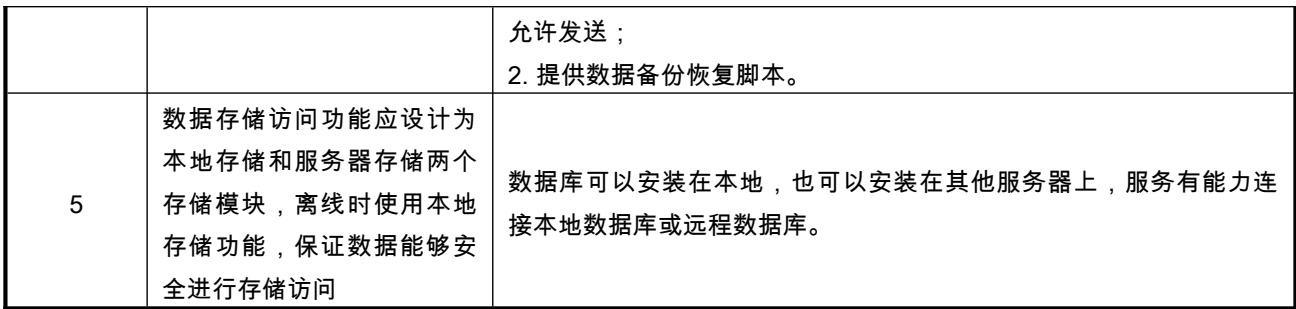 允许发送；
2. 提供数据备份恢复脚本。
5
数据存储访问功能应设计为
本地存储和服务器存储两个
存储模块，离线时使用本地
存储功能，保证数据能够安
全进行存储访问
数据库可以安装在本地，也可以安装在其他服务器上，服务有能力连
接本地数据库或远程数据库。